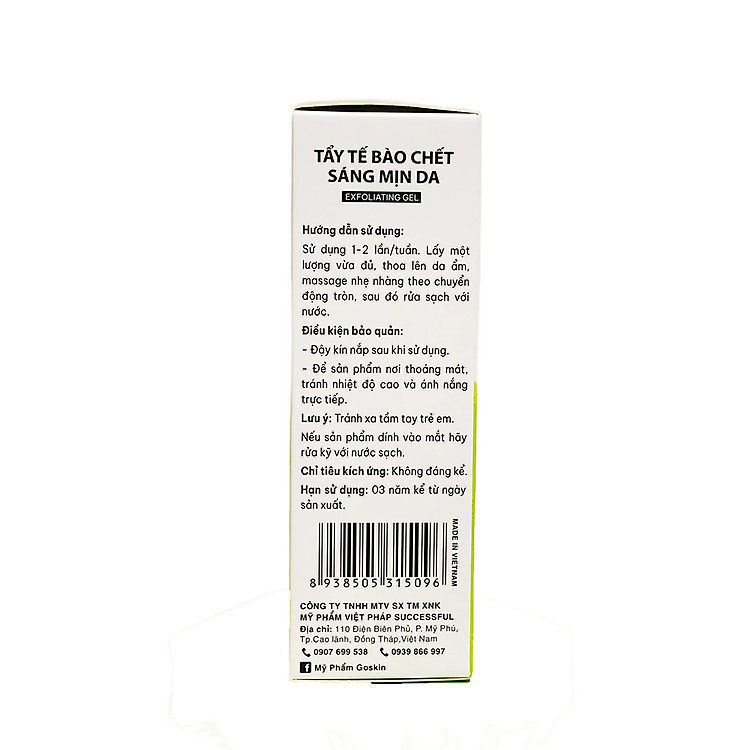 TẨY TẾ BÀO CHẾT
SÁNG MỊN DA
EXFOLIATING GEL
Hướng dẫn sử dụng:
Sử dụng 1-2 lần/tuần. Lấy một
lượng vừa đủ, thoa lên da ẩm,
massage nhẹ nhàng theo chuyển
động tròn, sau đó rửa sạch với
nước.
Điều kiện bảo quản:
- Đậy kín nắp sau khi sử dụng.
- Để sản phẩm nơi thoáng mát,
tránh nhiệt độ cao và ánh nắng
trực tiếp.
Lưu ý: Tránh xa tầm tay trẻ em.
Nếu sản phẩm dính vào mắt hãy
rửa kỹ với nước sạch.
Chỉ tiêu kích ứng: Không đáng kể.
Hạn sử dụng: 03 năm kể từ ngày
sản xuất.
8 938505 315096
MADE IN VIETNAM
CÔNG TY TNHH MTV SX TM XNK
MỸ PHẨM VIỆT PHÁP SUCCESSFUL
Địa chỉ: 110 Điện Biên Phủ, P. Mỹ Phú,
Tp.Cao lãnh, Đồng Tháp,Việt Nam
0907 699 538 0939 866 997
Mỹ Phẩm Goskin